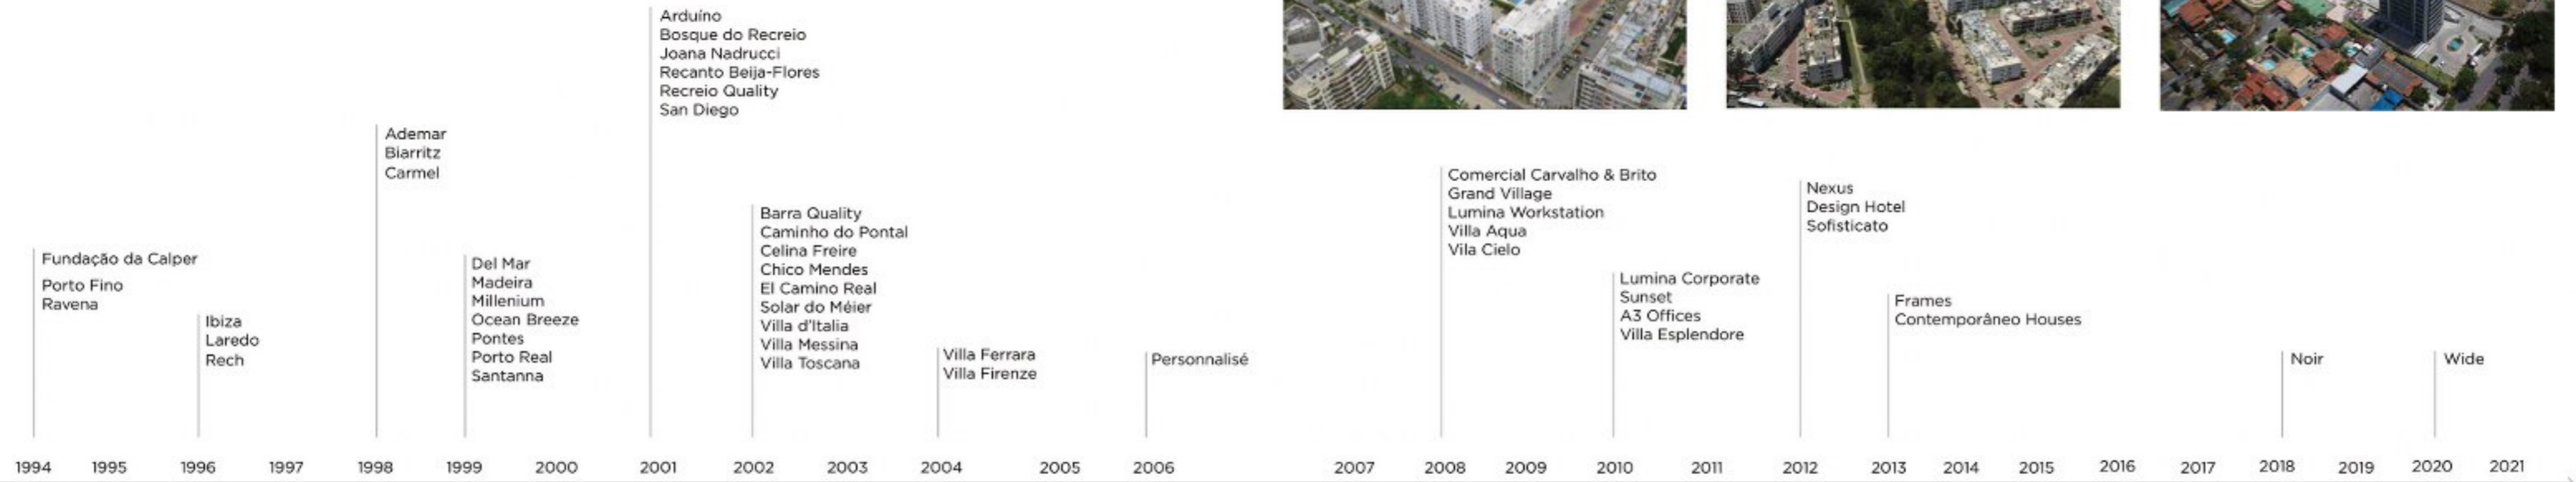 Fundação da Calper
Porto Fino
Ravena
Ibiza
Laredo
Rech
Ademar
Biarritz
Carmel
Del Mar
Madeira
Millenium
Ocean Breeze
Pontes
Porto Real
Santanna
Arduíno
Bosque do Recreio
Joana Nadrucci
Recanto Beija-Flores
Recreio Quality
San Diego
Barra Quality
Caminho do Pontal
Celina Freire
Chico Mendes
El Camino Real
Solar do Méier
Villa d'Italia
Villa Messina
Villa Toscana
Villa Ferrara
Villa Firenze
Personnalisé
Comercial Carvalho & Brito
Grand Village
Lumina Workstation
Villa Aqua
Vila Cielo
Lumina Corporate
Sunset
A3 Offices
Villa Esplendore
Nexus
Design Hotel
Sofisticato
Frames
Contemporâneo Houses
Noir
Wide
1994 1995 1996 1997 1998 1999 2000 2001 2002 2003 2004 2005 2006 2007 2008 2009 2010 2011 2012 2013 2014 2015 2016 2017 2018 2019 2020 2021